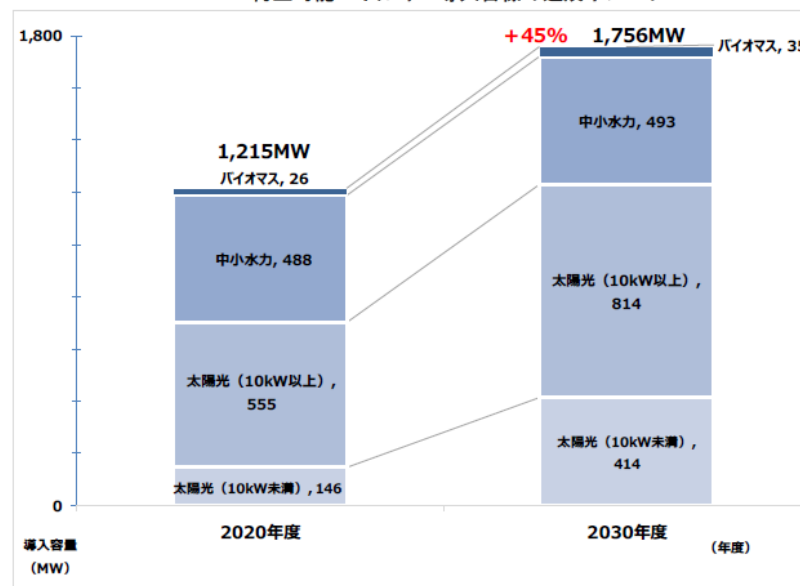 1,800
+45%
1,756MW
バイオマス, 35
中小水力, 493
1,215MW
バイオマス, 26
中小水力, 488
太陽光（10kW以上）,
814
太陽光（10kW以上）,
555
太陽光（10kW未満）,
414
太陽光（10kW未満）, 146
0
2020年度
2030年度
（年度）
導入容量
（MW）